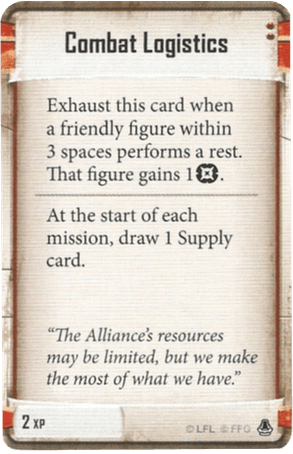 Combat Logistics
Exhaust this card when
a friendly figure within
3 spaces performs a rest.
That figure gains 1 .
At the start of each
mission, draw 1 Supply
card.
“The Alliance’s resources
may be limited, but we make
the most of what we have.”
2 XP
© LFL © FFG